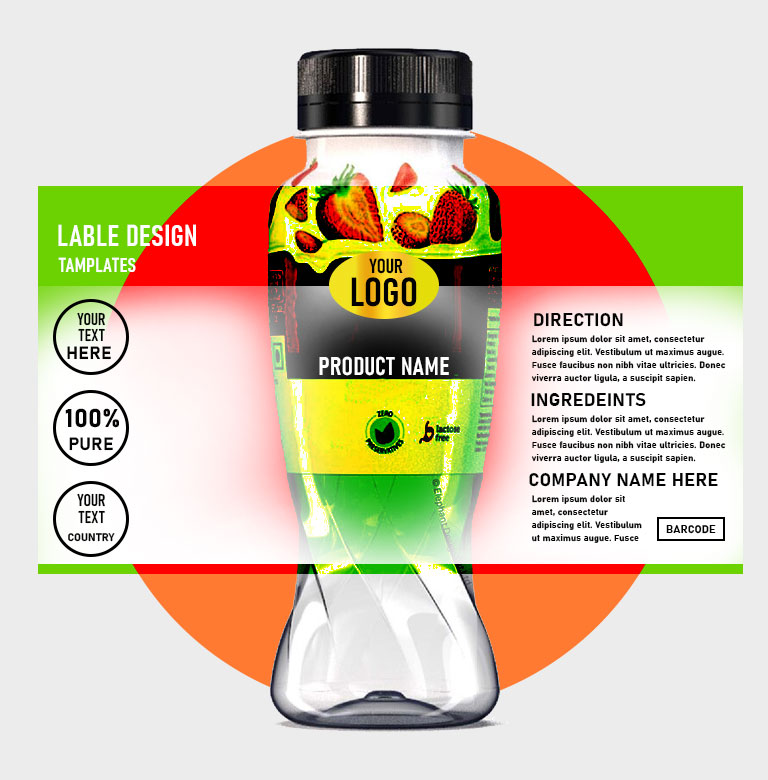 LABLE DESIGN
TAMPLATES
YOUR
TEXT
HERE
100%
PURE
YOUR
TEXT
COUNTRY
YOUR
LOGO
PRODUCT NAME
ZERO
PRESERVATIVES
lactose
free
DIRECTION
Lorem ipsum dolor sit amet, consectetur
adipiscing elit. Vestibulum ut maximus augue.
Fusce faucibus non nibh vitae ultricies. Donec
viverra auctor ligula, a suscipit sapien.
INGREDEINTS
Lorem ipsum dolor sit amet, consectetur
adipiscing elit. Vestibulum ut maximus augue.
Fusce faucibus non nibh vitae ultricies. Donec
viverra auctor ligula, a suscipit sapien.
COMPANY NAME HERE
Lorem ipsum dolor sit
amet, consectetur
adipiscing elit. Vestibulum
ut maximus augue. Fusce
BARCODE